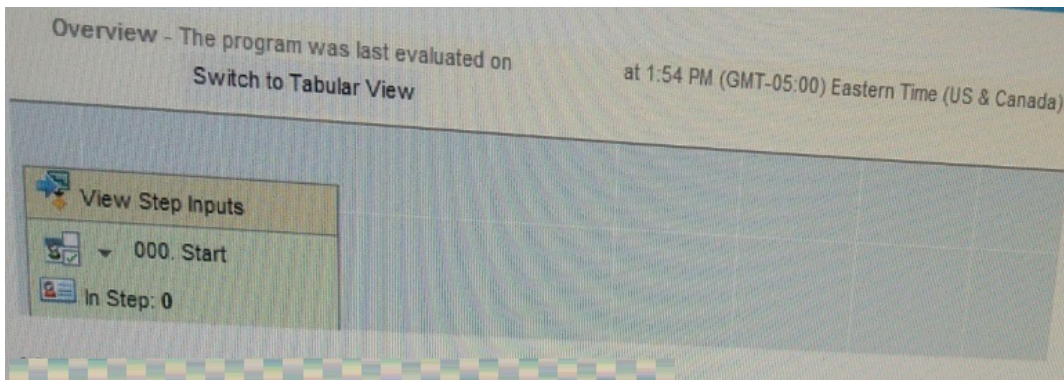 Overview - The program was last evaluated on at 1:54 PM (GMT-05:00) Eastern Time (US & Canada)
Switch to Tabular View
View Step Inputs
000. Start
In Step: 0